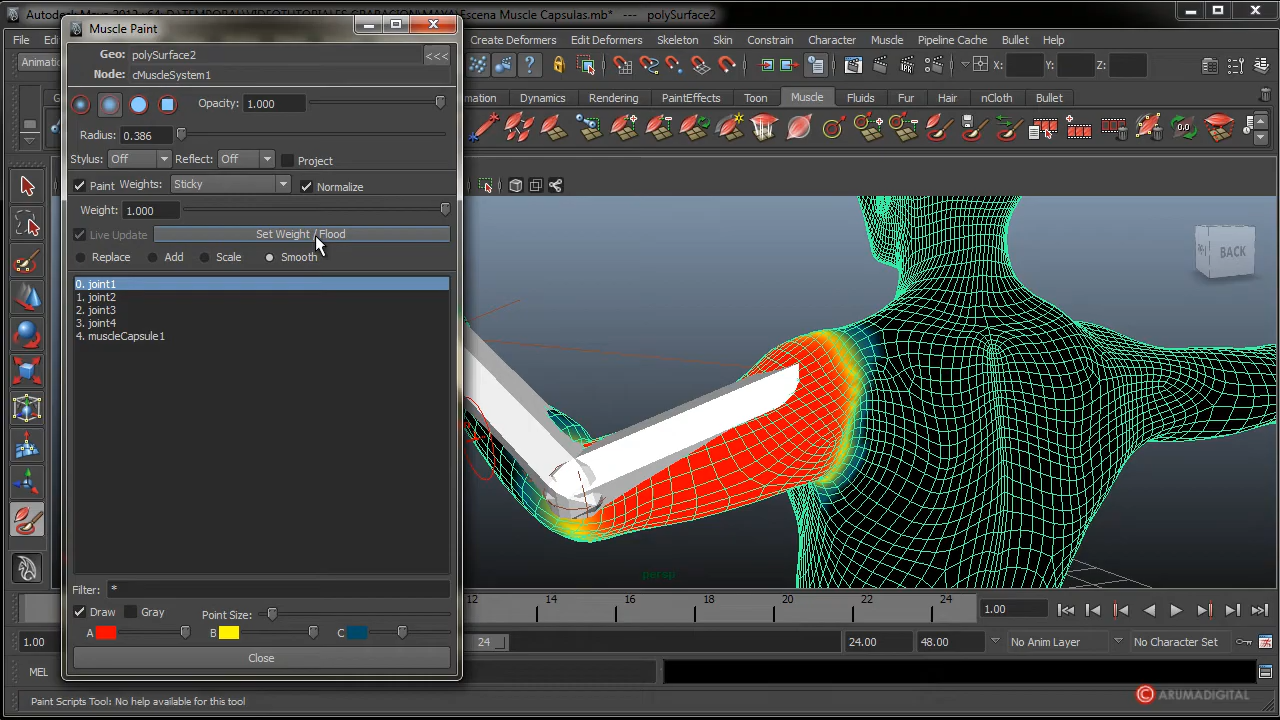 Autodesk Maya 2013
Escena Muscle Capsulas.mb* --- polySurface2
Muscle Paint
File
Create Deformers
Edit Deformers
Skeleton
Skin
Constrain
Character
Muscle
Pipeline Cache
Bullet
Help
Geo: polySurface2 <<<
Node: cMuscleSystem1
X:
Y:
Z:
Dynamics
Rendering
PaintEffects
Toon
Muscle
Fluids
Fur
Hair
nCloth
Bullet
Opacity: 1.000
Radius: 0.386
Stylus: Off Reflect: Off Project
Paint Weights: Sticky Normalize
Weight: 1.000
Live Update Set Weight / Flood
Replace Add Scale Smooth
0. joint1
1. joint2
2. joint3
3. joint4
4. muscleCapsule1
BACK
persp
Filter: *
Draw Gray Point Size:
A B C
Close
12 14 16 18 20 22 24 1.00
1.00 24 24.00 48.00 No Anim Layer No Character Set
MEL
Paint Scripts Tool: No help available for this tool
C ARUMADIGITAL